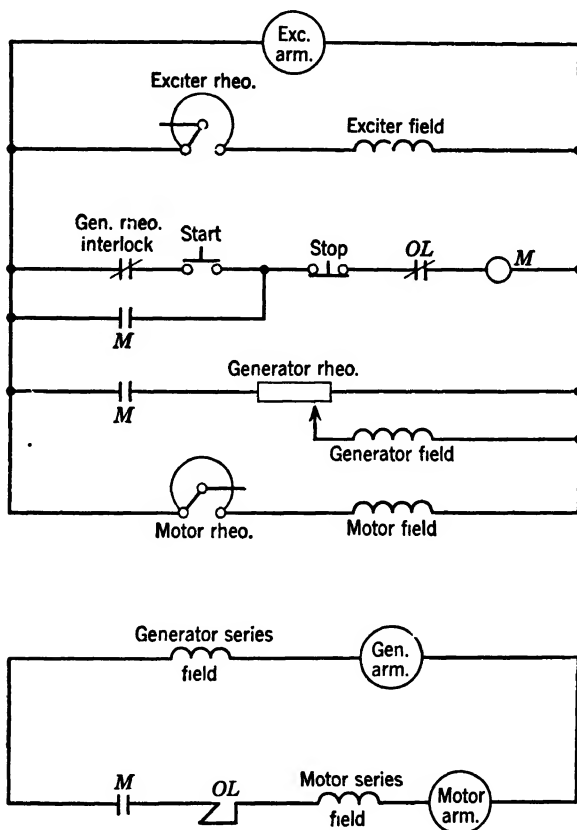 Exc.
arm.
Exciter rheo.
Exciter field
Gen. rheo.
interlock
Start
Stop
OL
M
M
Generator rheo.
M
Generator field
Motor rheo.
Motor field
Generator series
field
Gen.
arm.
M
OL
Motor series
field
Motor
arm.